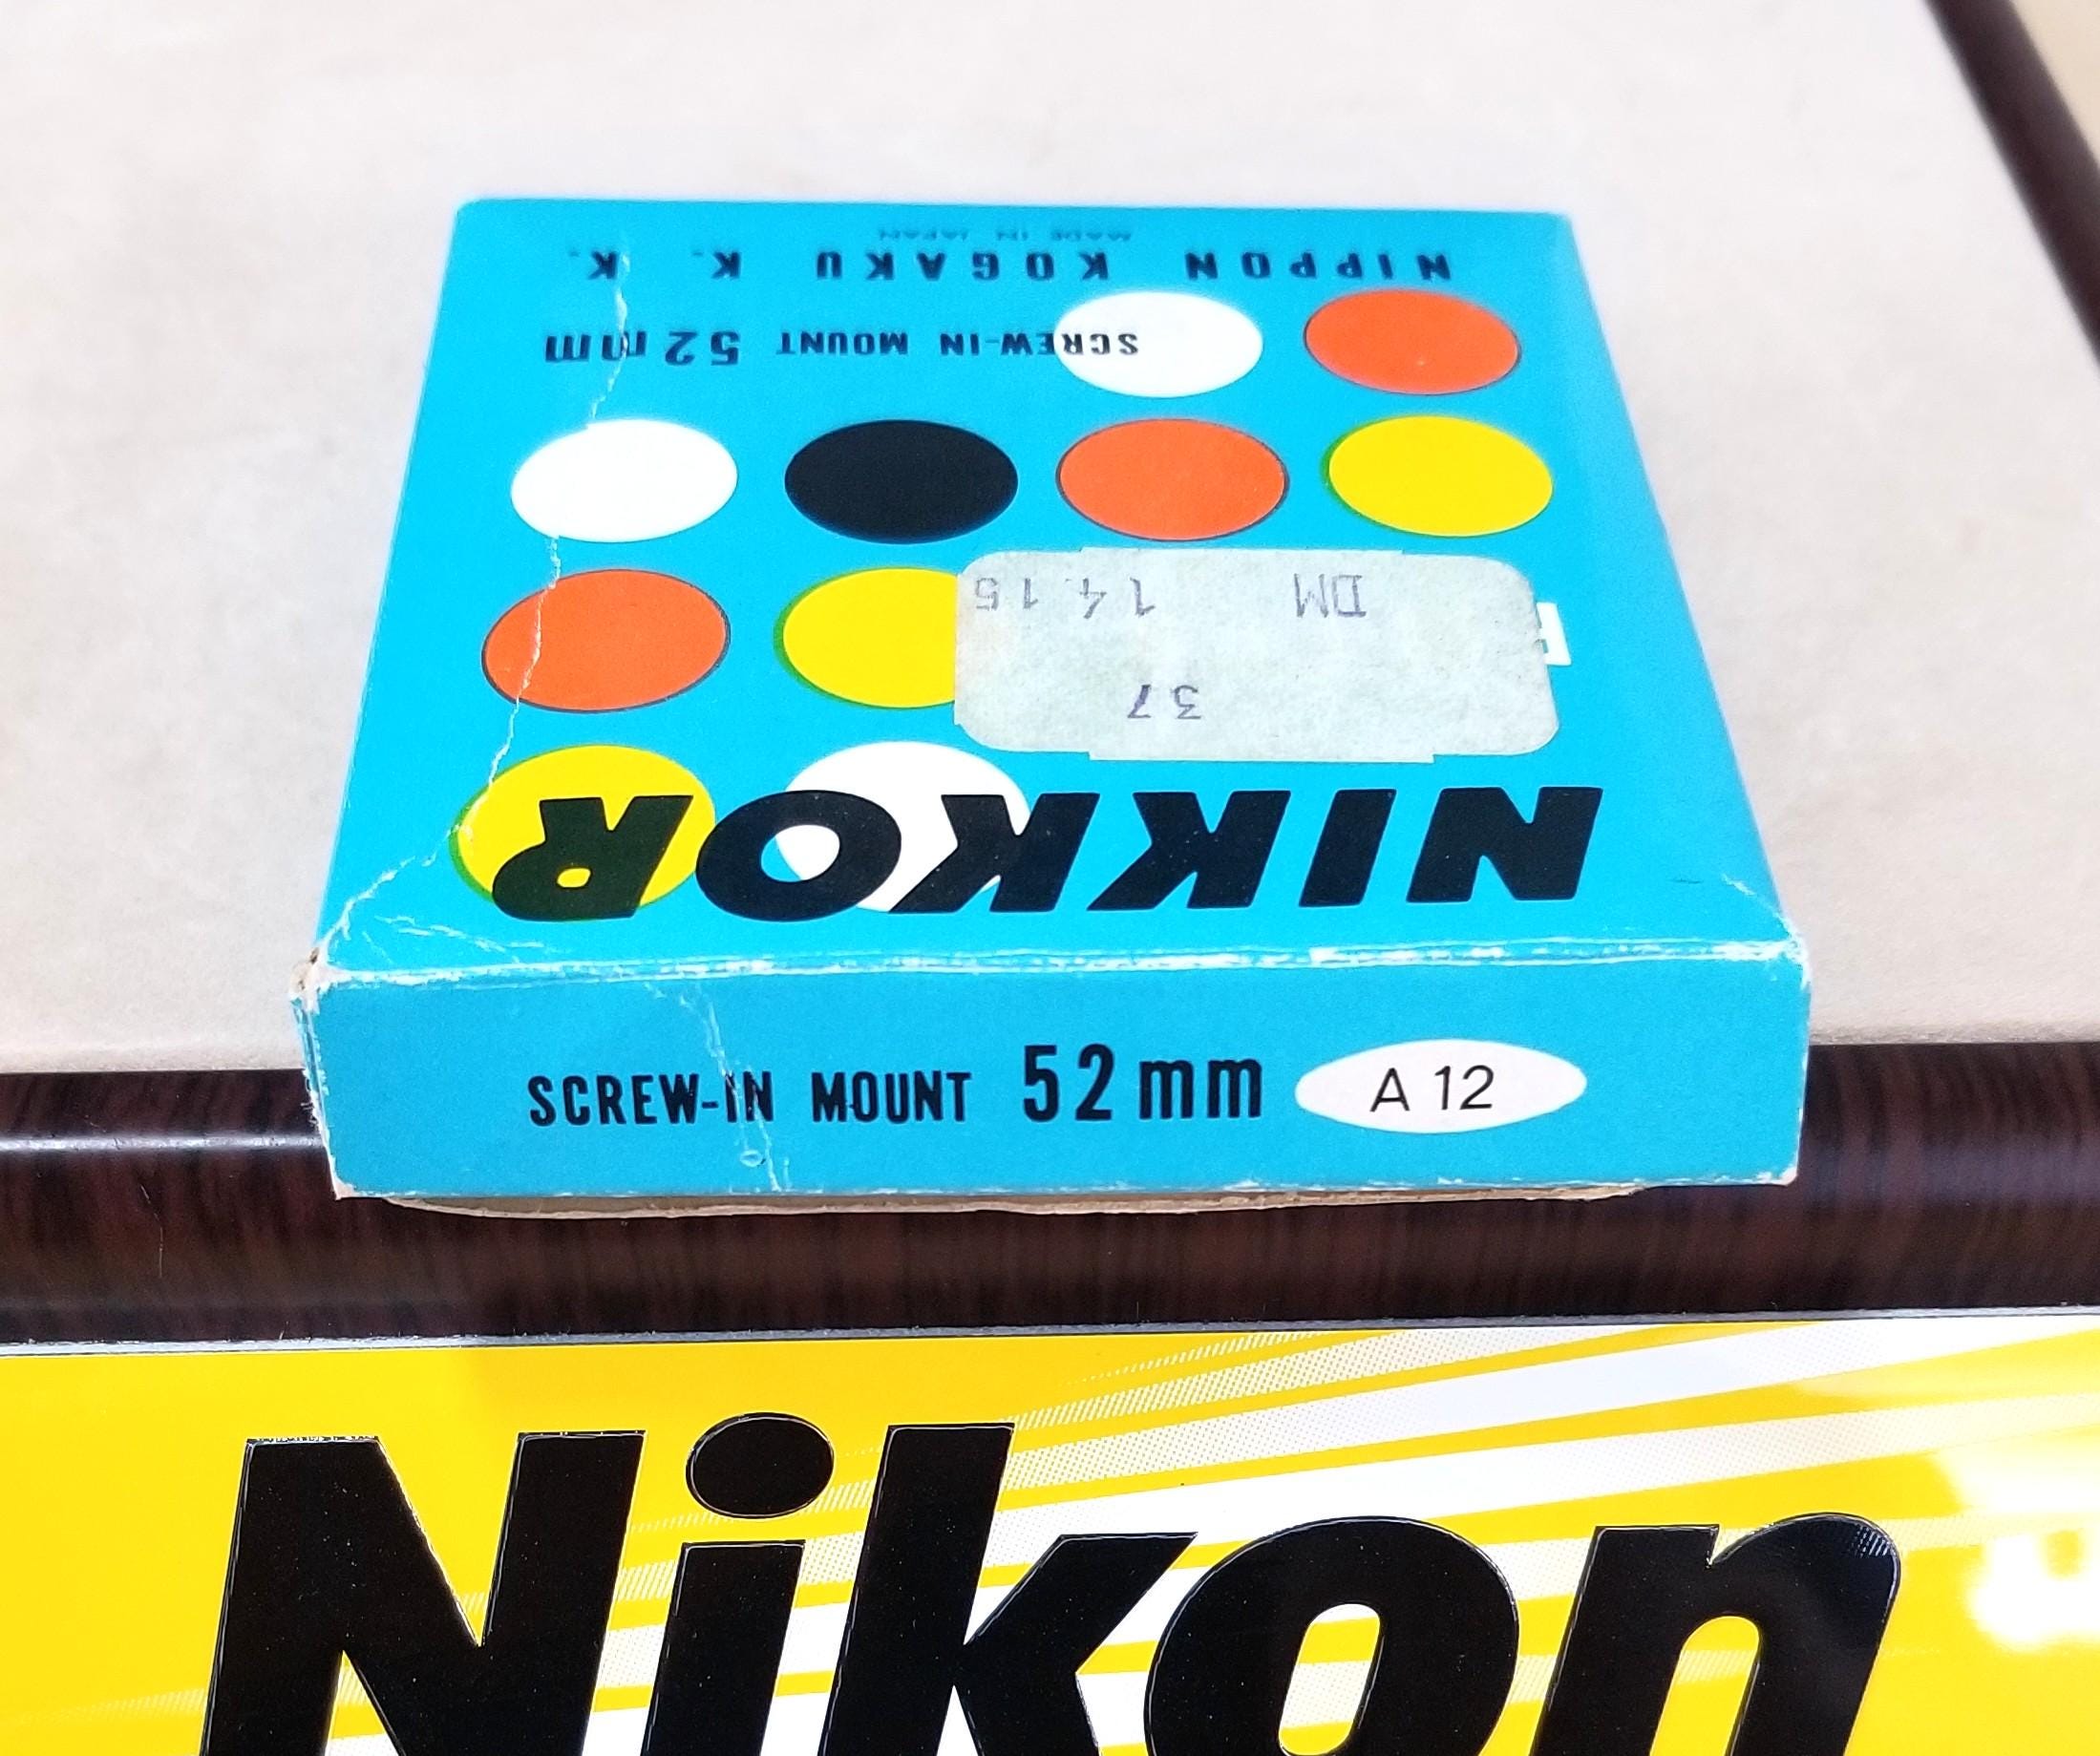 NIKKOR
37
DM 14.15
SCREW-IN MOUNT 52mm
NIPPON KOGAKU K. K.
MADE IN JAPAN
SCREW-IN MOUNT 52mm A 12
Nikon